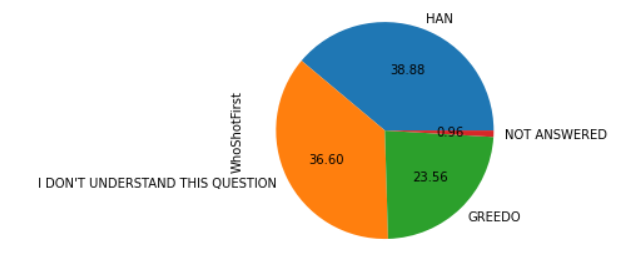 HAN
38.88
WhoShotFirst
0.96
NOT ANSWERED
36.60
23.56
I DON'T UNDERSTAND THIS QUESTION
GREEDO